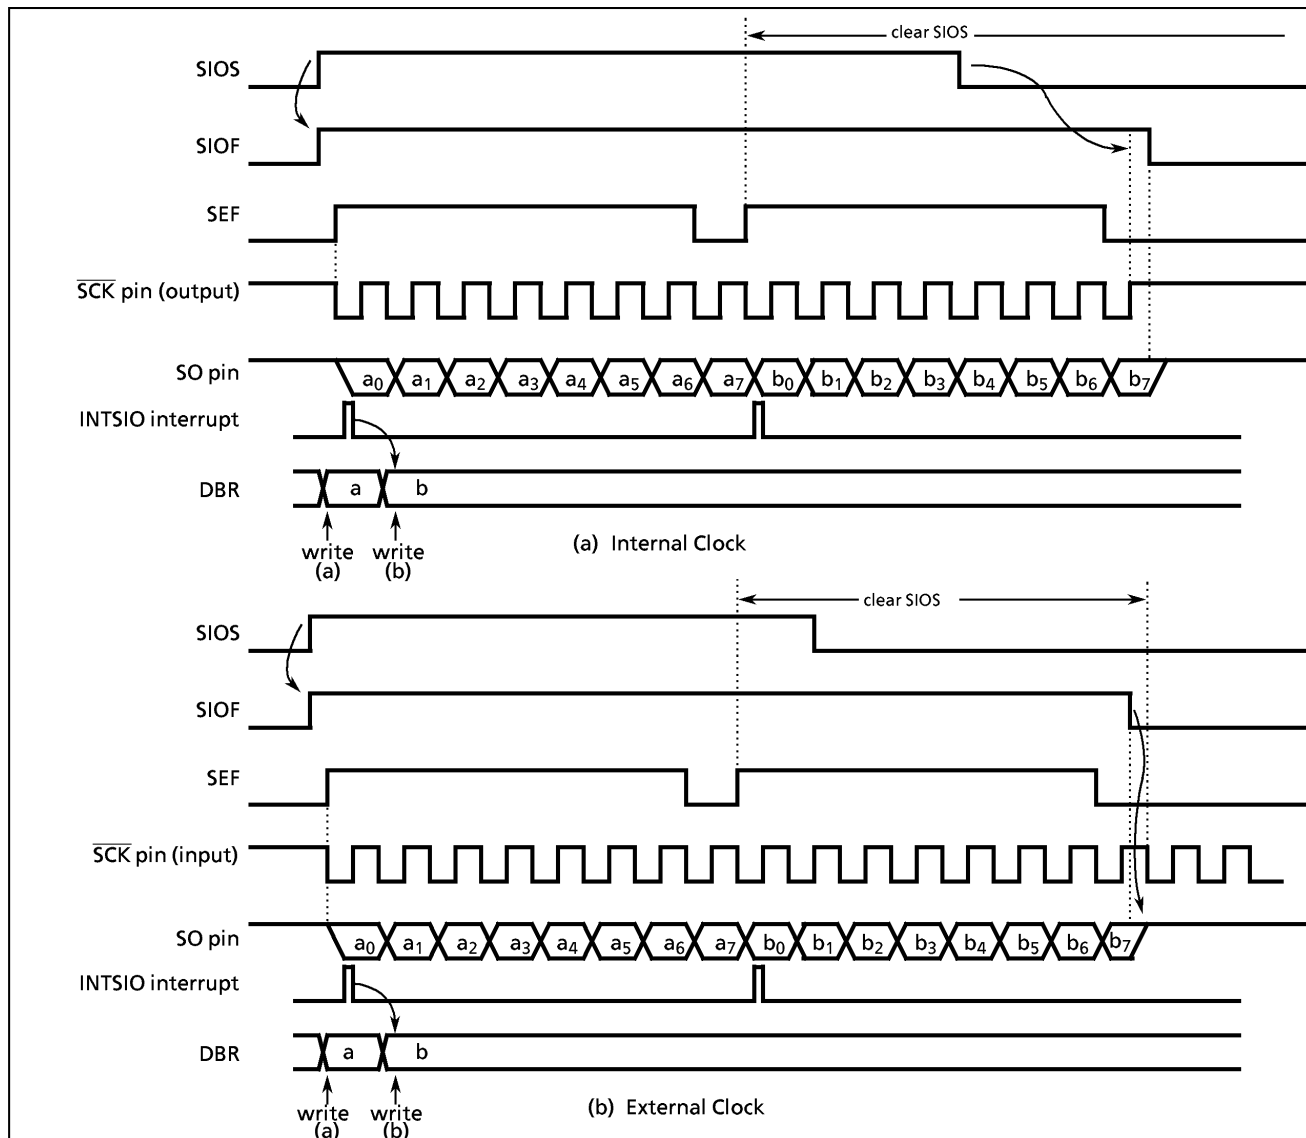 clear SIOS
SIOS
SIOF
SEF
S̅C̅K̅ pin (output)
SO pin a₀ a₁ a₂ a₃ a₄ a₅ a₆ a₇ b₀ b₁ b₂ b₃ b₄ b₅ b₆ b₇
INTSIO interrupt
DBR a b
write (a) write (b)
(a) Internal Clock
clear SIOS
SIOS
SIOF
SEF
S̅C̅K̅ pin (input)
SO pin a₀ a₁ a₂ a₃ a₄ a₅ a₆ a₇ b₀ b₁ b₂ b₃ b₄ b₅ b₆ b₇
INTSIO interrupt
DBR a b
write (a) write (b)
(b) External Clock